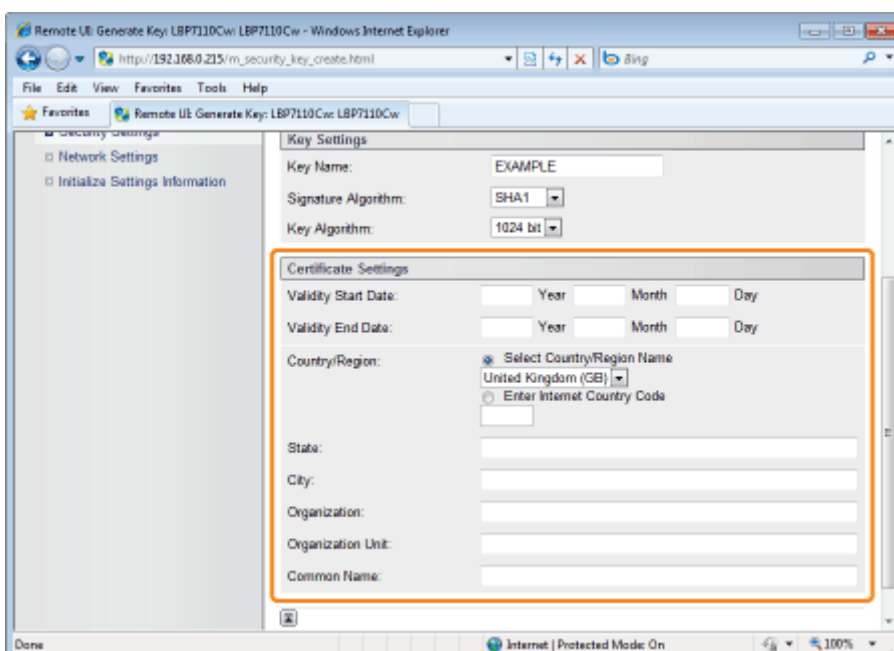 Remote UI: Generate Key: LBP7110Cw: LBP7110Cw - Windows Internet Explorer
http://192.168.0.215/m_security_key_create.html
Bing
File Edit View Favorites Tools Help
Favorites
Remote UI: Generate Key: LBP7110Cw: LBP7110Cw
Security Settings
Network Settings
Initialize Settings Information
Key Settings
Key Name: EXAMPLE
Signature Algorithm: SHA1
Key Algorithm: 1024 bit
Certificate Settings
Validity Start Date: Year Month Day
Validity End Date: Year Month Day
Country/Region: Select Country/Region Name
United Kingdom (GB)
Enter Internet Country Code
State:
City:
Organization:
Organization Unit:
Common Name:
Done
Internet | Protected Mode: On
100%